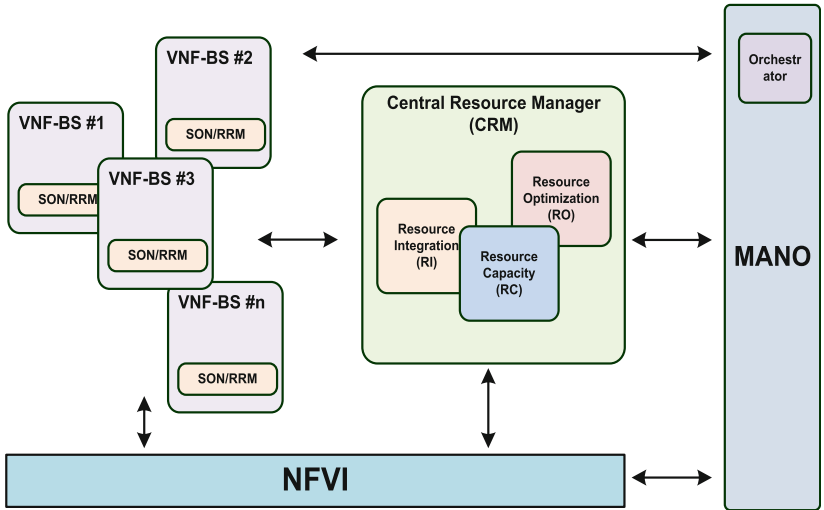 VNF-BS #2
SON/RRM
VNF-BS #1
SON/RRM
VNF-BS #3
SON/RRM
VNF-BS #n
SON/RRM
Central Resource Manager
(CRM)
Resource
Optimization
(RO)
Resource
Integration
(RI)
Resource
Capacity
(RC)
Orchestr
ator
MANO
NFVI